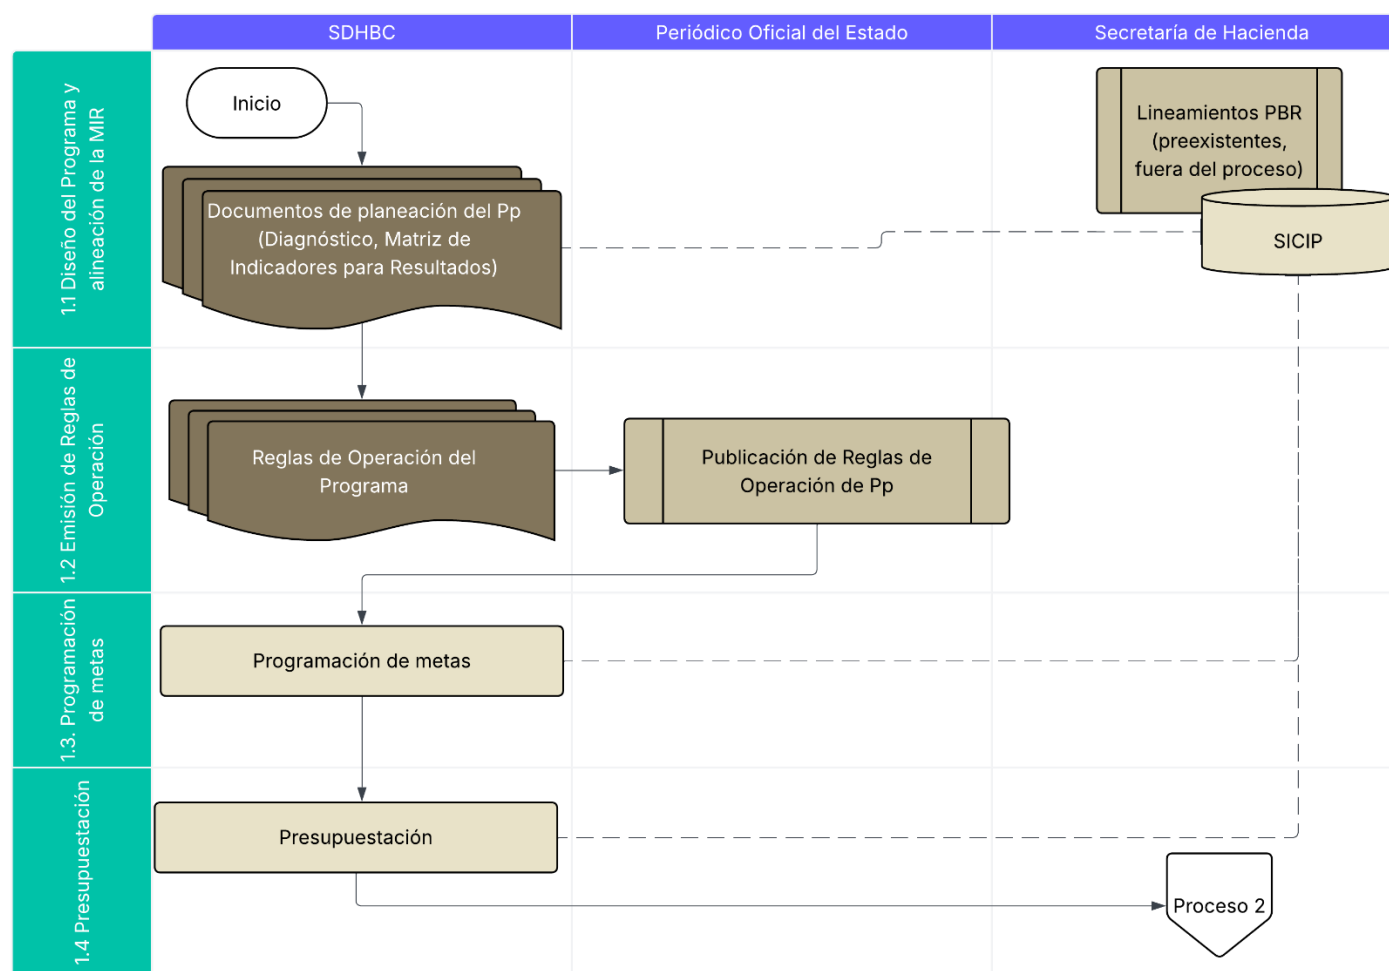 SDHBC
Periódico Oficial del Estado
Secretaría de Hacienda
1.1 Diseño del Programa y
alineación de la MIR
Inicio
Lineamientos PBR
(preexistentes,
fuera del proceso)
Documentos de planeación del Pp
(Diagnóstico, Matriz de
Indicadores para Resultados)
SICIP
1.2 Emisión de Reglas de
Operación
Reglas de Operación del
Programa
Publicación de Reglas de
Operación de Pp
1.3. Programación
de metas
Programación de metas
1.4 Presupuestación
Presupuestación
Proceso 2